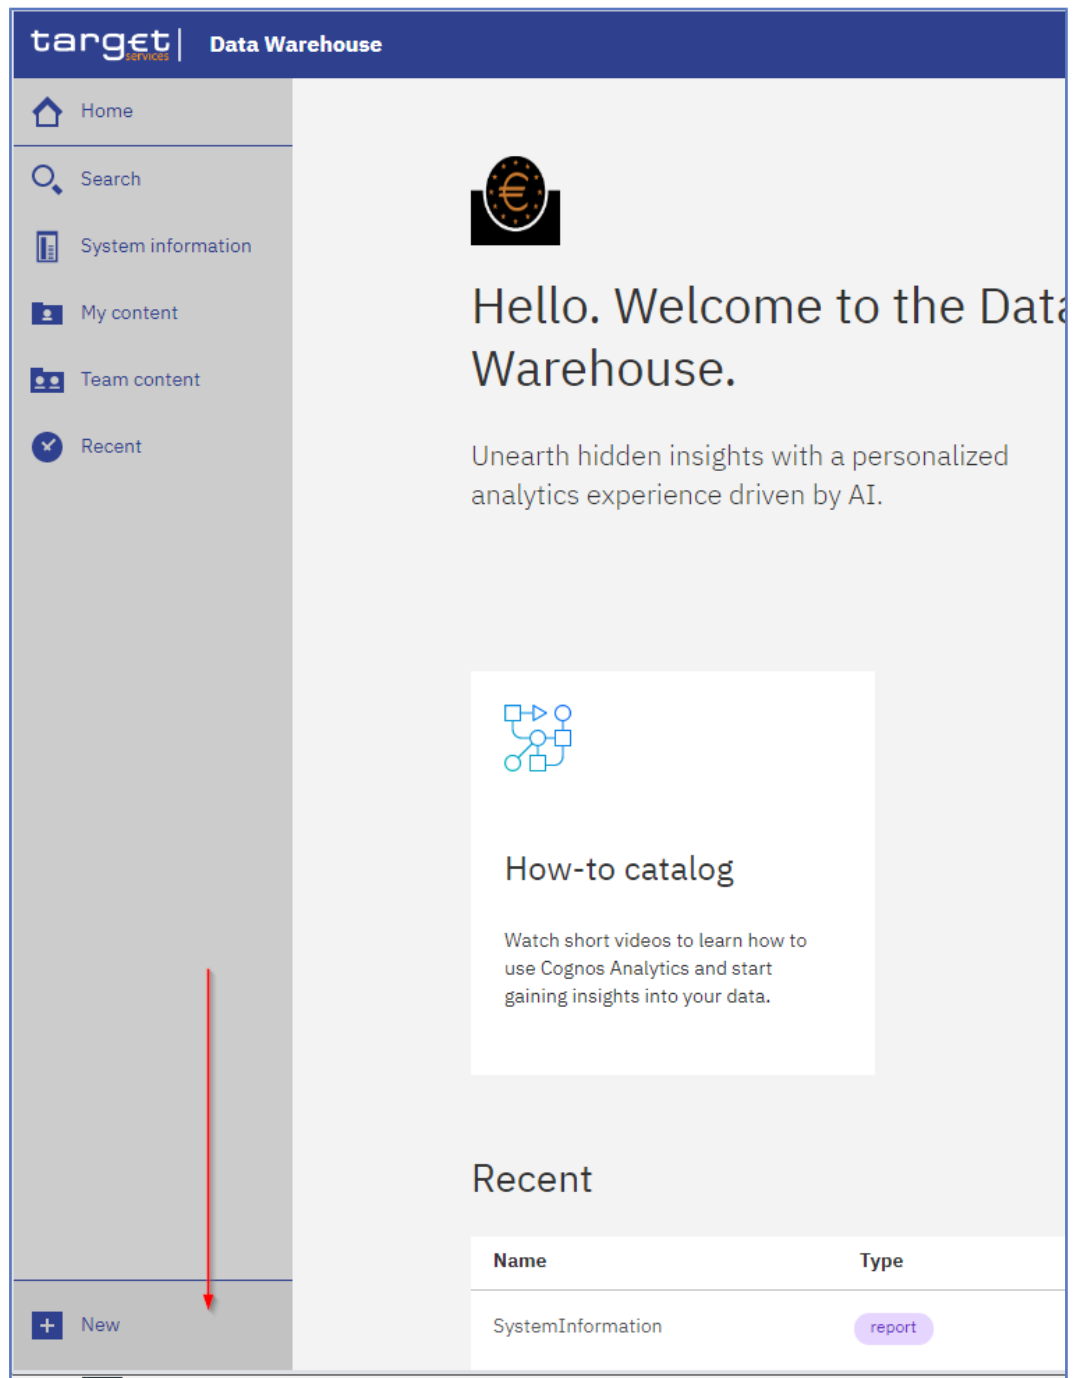 target services | Data Warehouse
Home
Search
System information
My content
Team content
Recent
New
€
Hello. Welcome to the Data
Warehouse.
Unearth hidden insights with a personalized
analytics experience driven by AI.
How-to catalog
Watch short videos to learn how to
use Cognos Analytics and start
gaining insights into your data.
Recent
Name Type
SystemInformation report